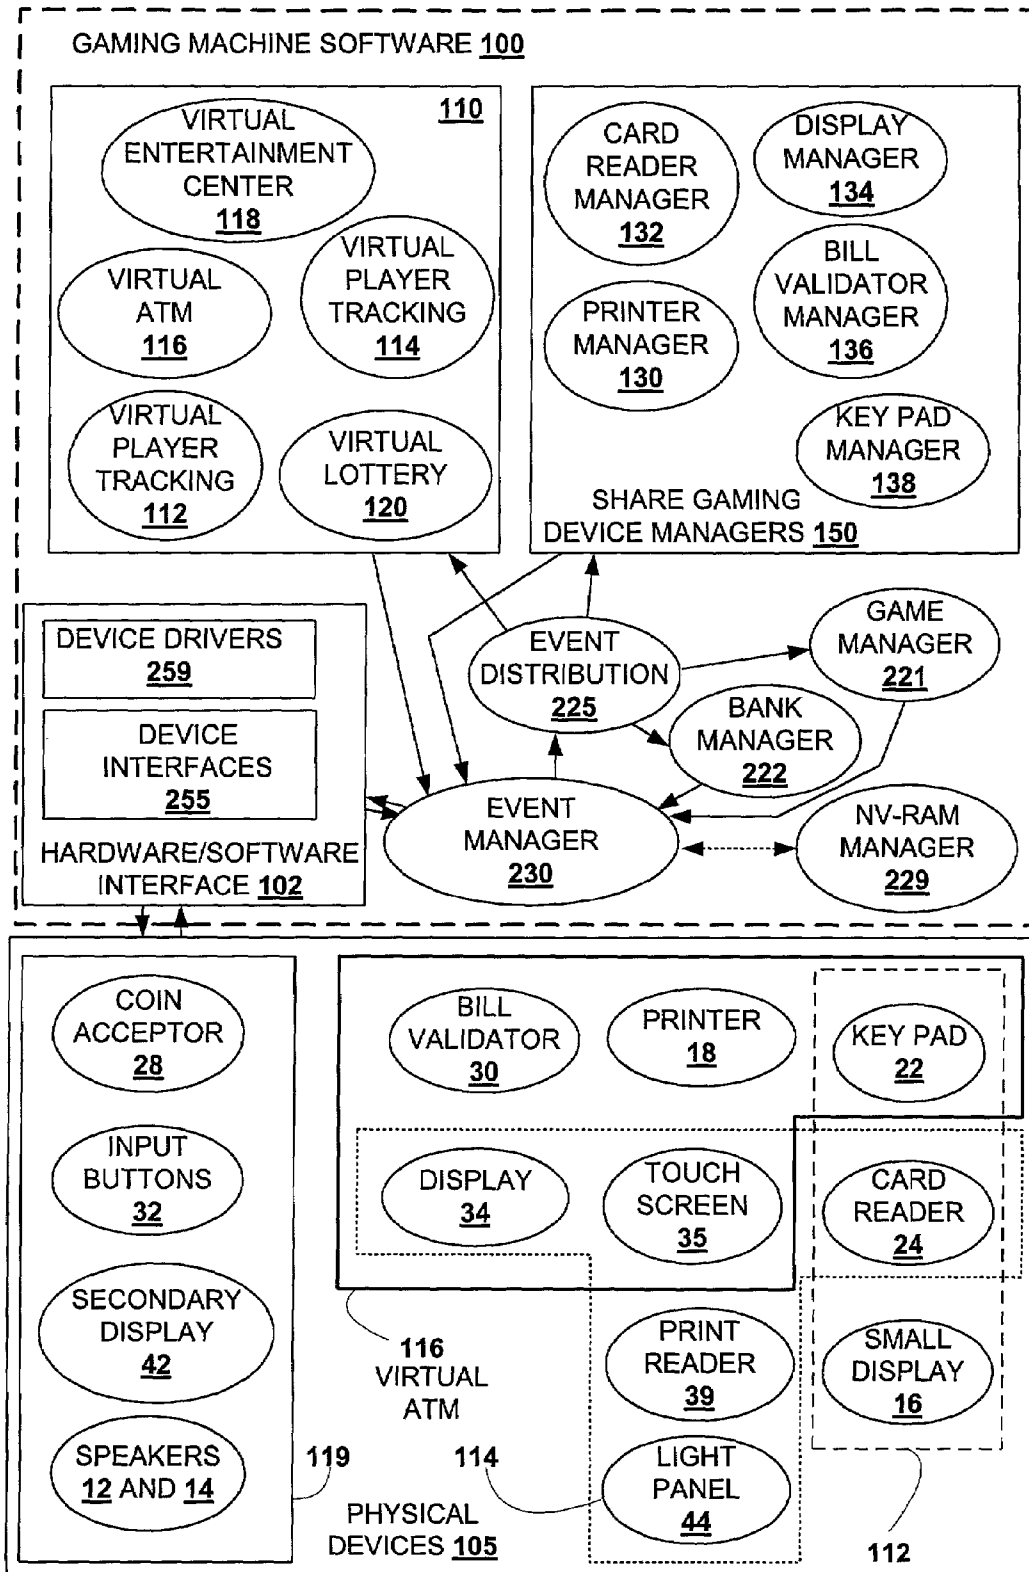 GAMING MACHINE SOFTWARE 100
110
VIRTUAL
ENTERTAINMENT
CENTER
118
VIRTUAL
PLAYER
TRACKING
114
VIRTUAL
ATM
116
VIRTUAL
PLAYER
TRACKING
112
VIRTUAL
LOTTERY
120
CARD
READER
MANAGER
132
DISPLAY
MANAGER
134
BILL
VALIDATOR
MANAGER
136
PRINTER
MANAGER
130
KEY PAD
MANAGER
138
SHARE GAMING
DEVICE MANAGERS 150
DEVICE DRIVERS
259
DEVICE
INTERFACES
255
HARDWARE/SOFTWARE
INTERFACE 102
EVENT
DISTRIBUTION
225
GAME
MANAGER
221
BANK
MANAGER
222
EVENT
MANAGER
230
NV-RAM
MANAGER
229
COIN
ACCEPTOR
28
INPUT
BUTTONS
32
SECONDARY
DISPLAY
42
SPEAKERS
12 AND 14
119
BILL
VALIDATOR
30
PRINTER
18
KEY PAD
22
DISPLAY
34
TOUCH
SCREEN
35
CARD
READER
24
116
VIRTUAL
ATM
PRINT
READER
39
SMALL
DISPLAY
16
114
LIGHT
PANEL
44
PHYSICAL
DEVICES 105
112